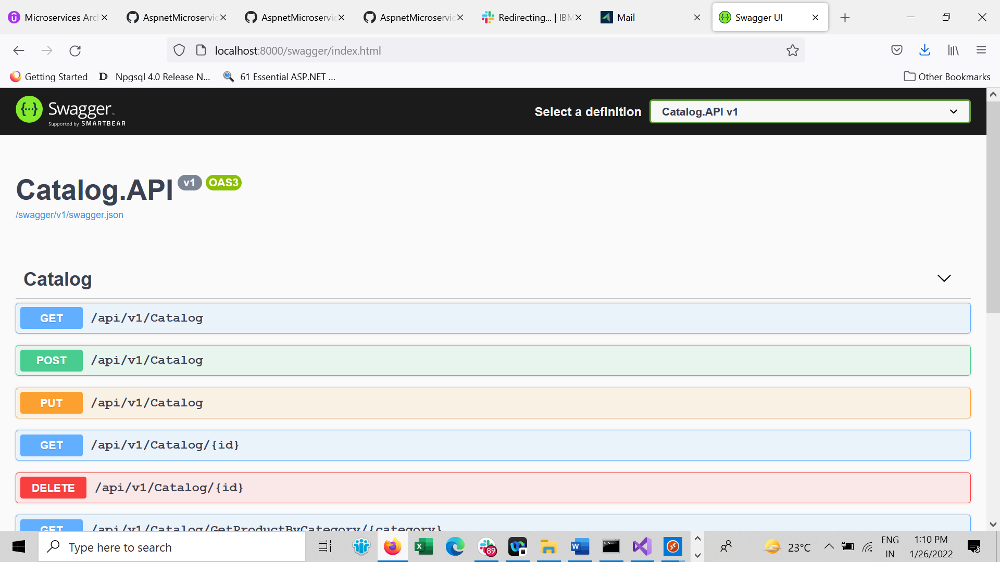 Microservices Arc
AspnetMicroservic
AspnetMicroservic
AspnetMicroservic
Redirecting... | IBM
Mail
Swagger UI
localhost:8000/swagger/index.html
Getting Started
Npgsql 4.0 Release N...
61 Essential ASP.NET ...
Other Bookmarks
Swagger
Supported by SMARTBEAR
Select a definition
Catalog.API v1
Catalog.API v1 OAS3
/swagger/v1/swagger.json
Catalog
GET /api/v1/Catalog
POST /api/v1/Catalog
PUT /api/v1/Catalog
GET /api/v1/Catalog/{id}
DELETE /api/v1/Catalog/{id}
GET /api/v1/Catalog/GetProductByCategory/{category}
Type here to search
89
23°C
ENG
IN
1:10 PM
1/26/2022